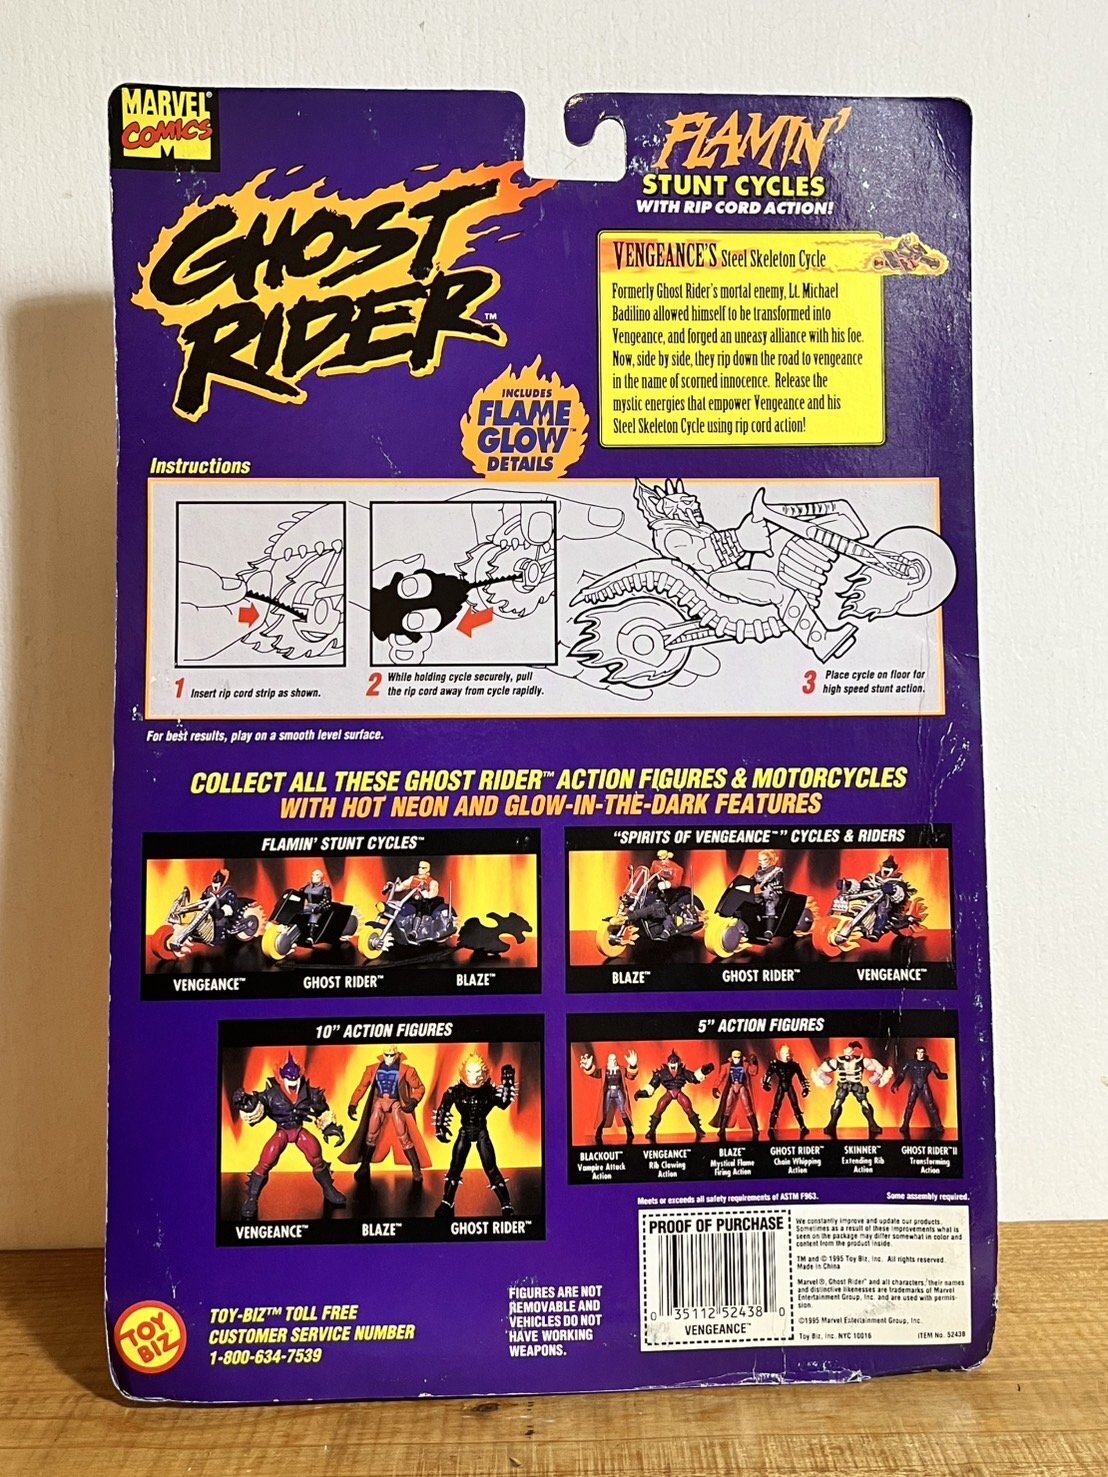 MARVEL®
COMICS
M
FLAMIN'
STUNT CYCLES
WITH RIP CORD ACTION!
GHOST
RIDER™
VENGEANCE'S Steel Skeleton Cycle
Formerly Ghost Rider's mortal enemy, Lt. Michael
Badilino allowed himself to be transformed into
Vengeance, and forged an uneasy alliance with his foe.
Now, side by side, they rip down the road to vengeance
in the name of scorned innocence. Release the
mystic energies that empower Vengeance and his
Steel Skeleton Cycle using rip cord action!
INCLUDES
FLAME
GLOW™
DETAILS
Instructions
1 Insert rip cord strip as shown.
2 While holding cycle securely, pull
the rip cord away from cycle rapidly.
3 Place cycle on floor for
high speed stunt action.
For best results, play on a smooth level surface.
COLLECT ALL THESE GHOST RIDER™ ACTION FIGURES & MOTORCYCLES
WITH HOT NEON AND GLOW-IN-THE-DARK FEATURES
FLAMIN' STUNT CYCLES™
VENGEANCE™ GHOST RIDER™ BLAZE™
"SPIRITS OF VENGEANCE™" CYCLES & RIDERS
BLAZE™ GHOST RIDER™ VENGEANCE™
10" ACTION FIGURES
VENGEANCE™ BLAZE™ GHOST RIDER™
5" ACTION FIGURES
BLACKOUT™
Vampire Attack
Action
VENGEANCE™
Rib Clawing
Action
BLAZE™
Mystical Flame
Firing Action
GHOST RIDER™
Chain Whipping
Action
SKINNER™
Extending Rib
Action
GHOST RIDER™ II
Transforming
Action
Meets or exceeds all safety requirements of ASTM F963.
Some assembly required.
PROOF OF PURCHASE
0 35112 52438 0
VENGEANCE™
We constantly improve and update our products.
Sometimes as a result of these improvements what is
seen on the package may differ somewhat in color and
content from the product inside.
TM and © 1995 Toy Biz, Inc. All rights reserved.
Made in China
Marvel®, Ghost Rider™ and all characters, their names
and distinctive likenesses are trademarks of Marvel
Entertainment Group, Inc. and are used with permis-
sion.
©1995 Marvel Entertainment Group, Inc.
Toy Biz, Inc. NYC 10016 ITEM No. 52438
TOY
BIZ
TOY-BIZ™ TOLL FREE
CUSTOMER SERVICE NUMBER
1-800-634-7539
FIGURES ARE NOT
REMOVABLE AND
VEHICLES DO NOT
HAVE WORKING
WEAPONS.